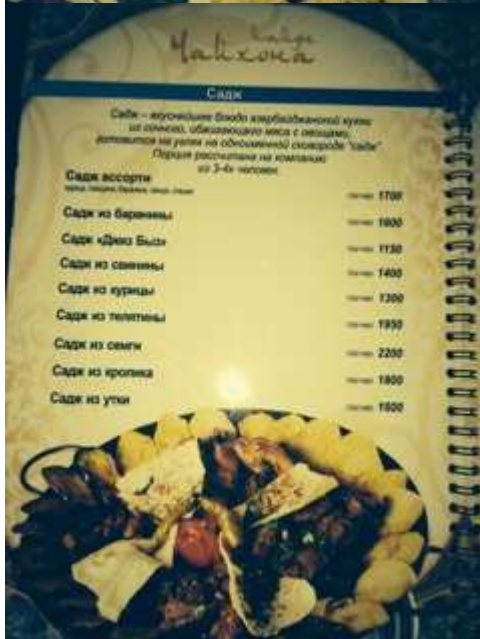 Кафе
Чайхона
Садж
Садж – вкуснейшее блюдо азербайджанской кухни
из сочного, обжигающего мяса с овощами,
готовится на углях на одноименной сковороде "садж"
Порция рассчитана на компанию
из 3-4х человек
Садж ассорти 1700
Садж из баранины 1600
Садж «Джиз Быз» 1150
Садж из свинины 1400
Садж из курицы 1300
Садж из телятины 1950
Садж из семги 2200
Садж из кролика 1800
Садж из утки 1600